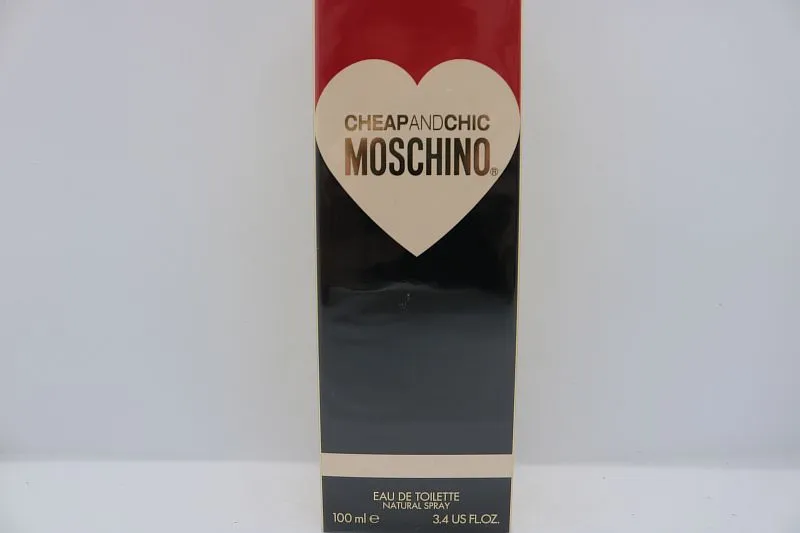 CHEAPANDCHIC
MOSCHINO®
EAU DE TOILETTE
NATURAL SPRAY
100 ml ℮ 3.4 US FL.OZ.